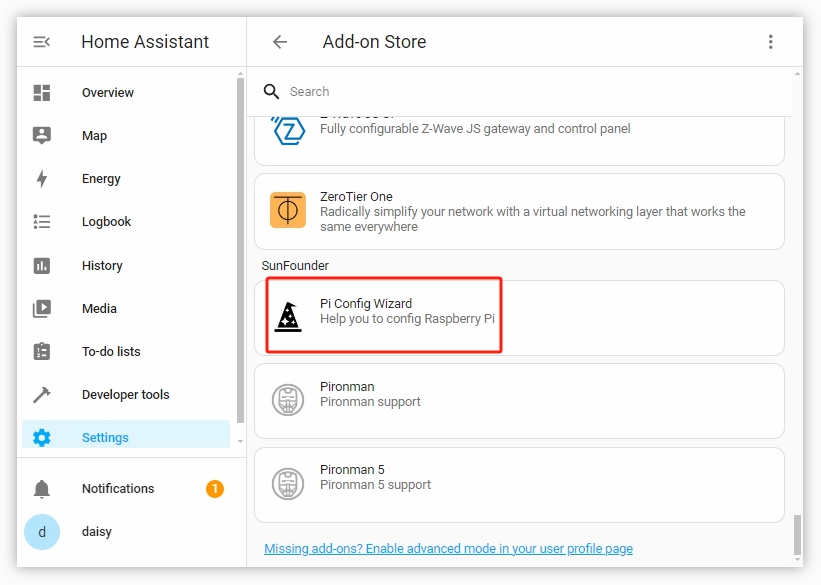 Home Assistant
Add-on Store
Overview
Map
Energy
Logbook
History
Media
To-do lists
Developer tools
Settings
Notifications
1
d
daisy
Search
Fully configurable Z-Wave JS gateway and control panel
ZeroTier One
Radically simplify your network with a virtual networking layer that works the
same everywhere
SunFounder
Pi Config Wizard
Help you to config Raspberry Pi
Pironman
Pironman support
Pironman 5
Pironman 5 support
Missing add-ons? Enable advanced mode in your user profile page